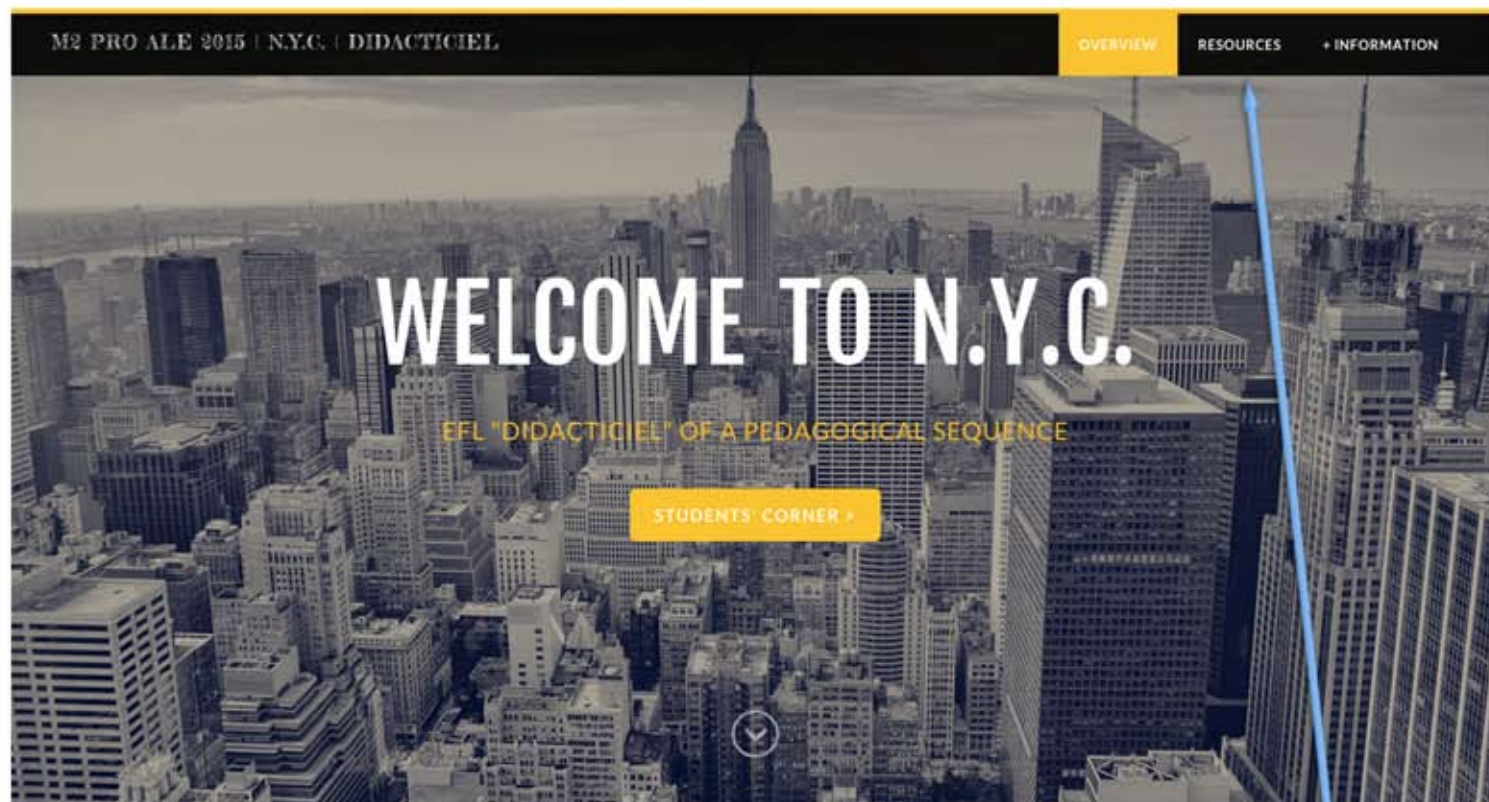 M2 PRO ALE 2015 | N.Y.C. | DIDACTICIEL
OVERVIEW
RESOURCES
+ INFORMATION
WELCOME TO N.Y.C.
EFL "DIDACTICIEL" OF A PEDAGOGICAL SEQUENCE
STUDENTS' CORNER >